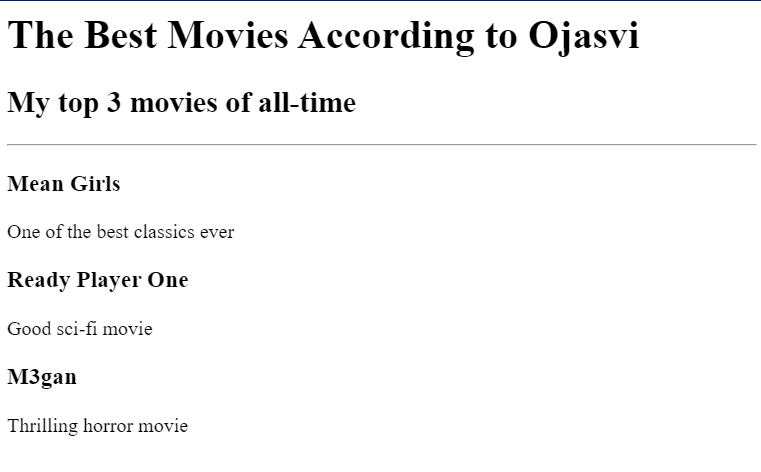 The Best Movies According to Ojasvi
My top 3 movies of all-time
Mean Girls
One of the best classics ever
Ready Player One
Good sci-fi movie
M3gan
Thrilling horror movie